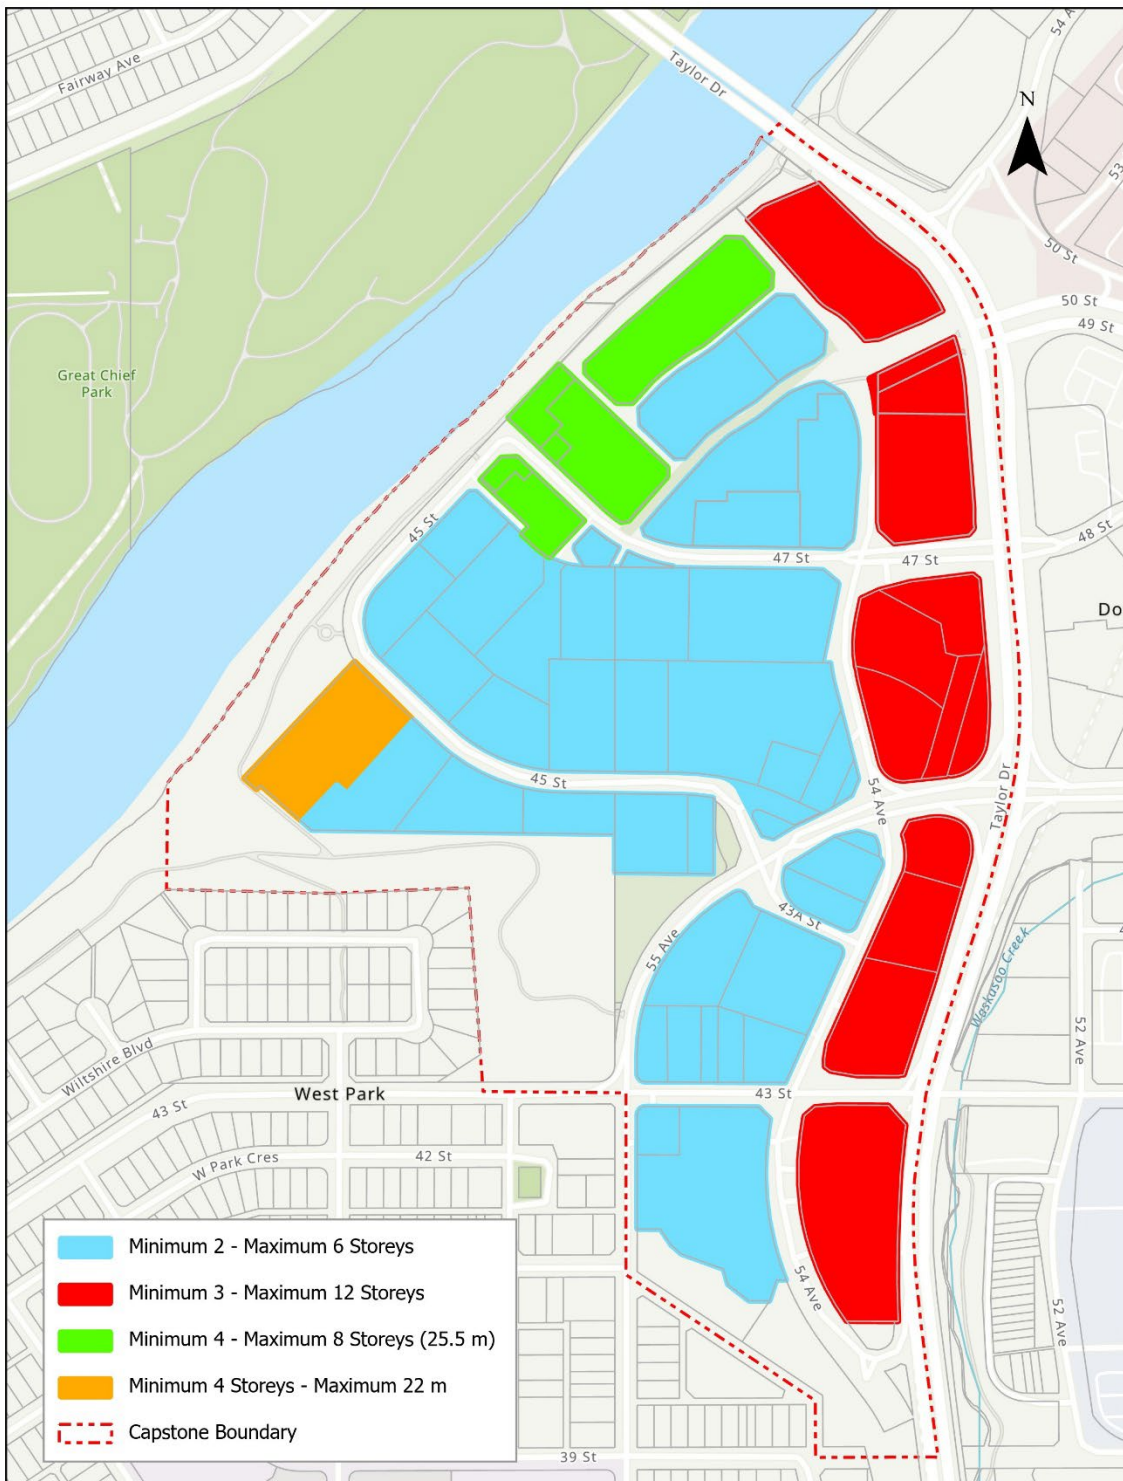 54 A
Taylor Dr
Fairway Ave
N
53
50 St
50 St
49 St
Great Chief
Park
48 St
45 St
47 St
47 St
Do
45 St
54 Ave
Taylor Dr
43A St
55 Ave
Waskasoo Creek
52 Ave
4
Wiltshire Blvd
West Park
43 St
43 St
42 St
W Park Cres
54 Ave
52 Ave
Minimum 2 - Maximum 6 Storeys
Minimum 3 - Maximum 12 Storeys
Minimum 4 - Maximum 8 Storeys (25.5 m)
Minimum 4 Storeys - Maximum 22 m
Capstone Boundary
39 St